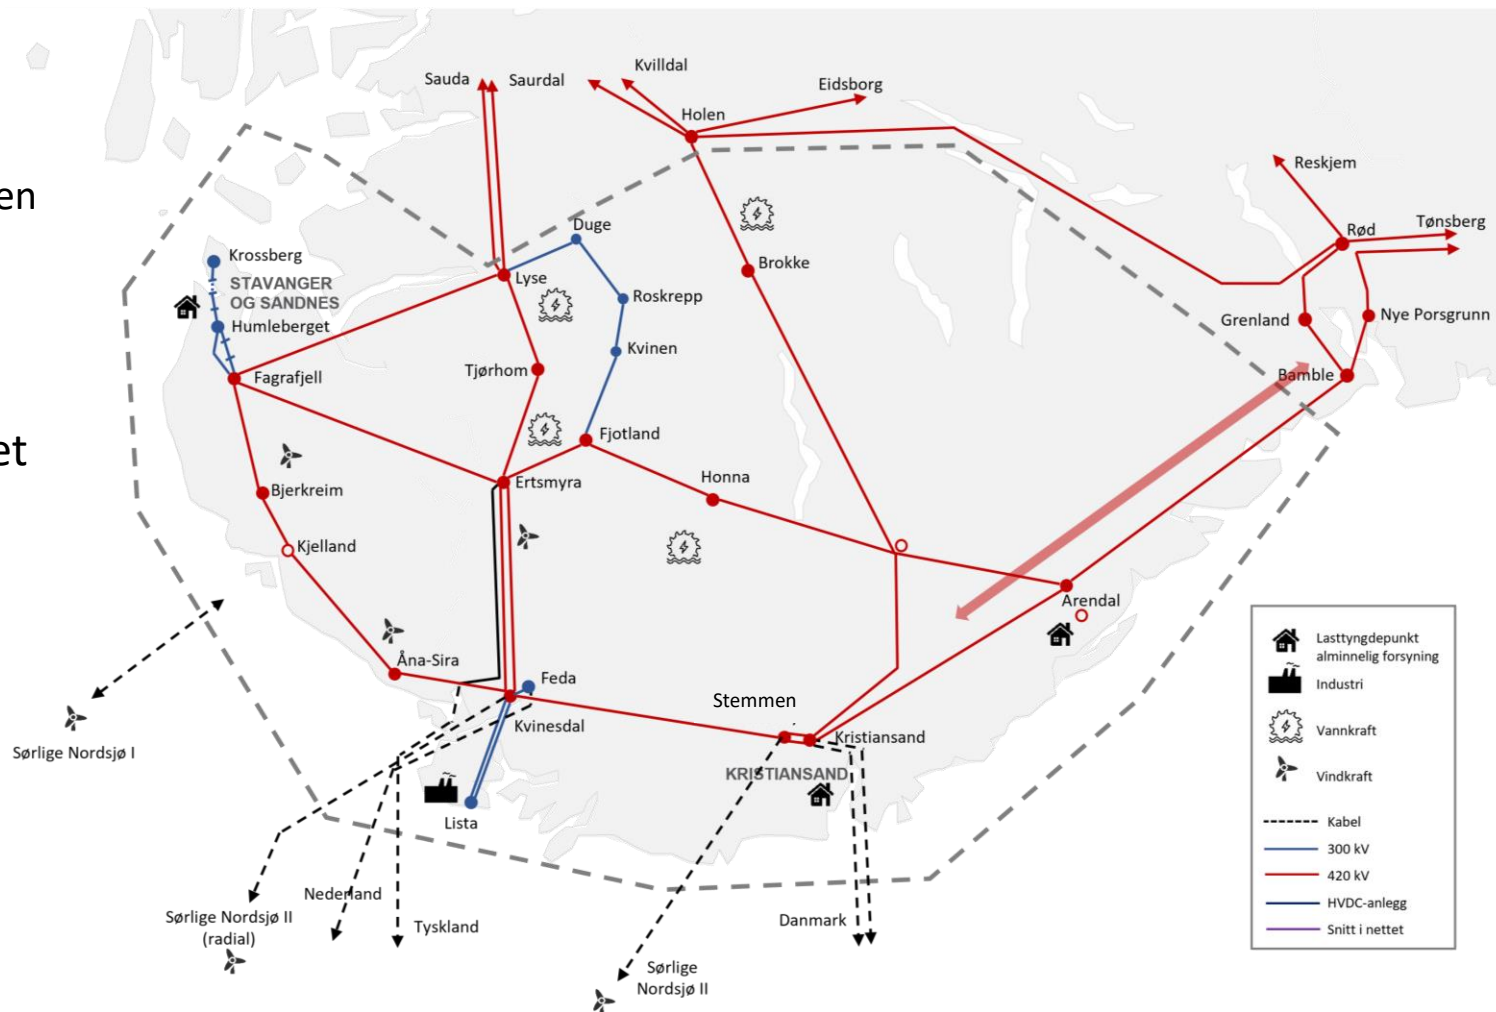 en
et
Sauda
Saurdal
Kvilldal
Eidsborg
Holen
Reskjem
Rød
Tønsberg
Duge
Krossberg
STAVANGER
OG SANDNES
Lyse
Brokke
Roskrepp
Humleberget
Grenland
Nye Porsgrunn
Kvinen
Fagrafjell
Tjørhom
Bamble
Fjotland
Ertsmyra
Honna
Bjerkreim
Kjelland
Arendal
Åna-Sira
Feda
Stemmen
Kvinesdal
Kristiansand
KRISTIANSAND
Sørlige Nordsjø I
Lista
Nederland
Sørlige Nordsjø II
(radial)
Tyskland
Danmark
Sørlige
Nordsjø II
Lasttyngdepunkt
alminnelig forsyning
Industri
Vannkraft
Vindkraft
Kabel
300 kV
420 kV
HVDC-anlegg
Snitt i nettet